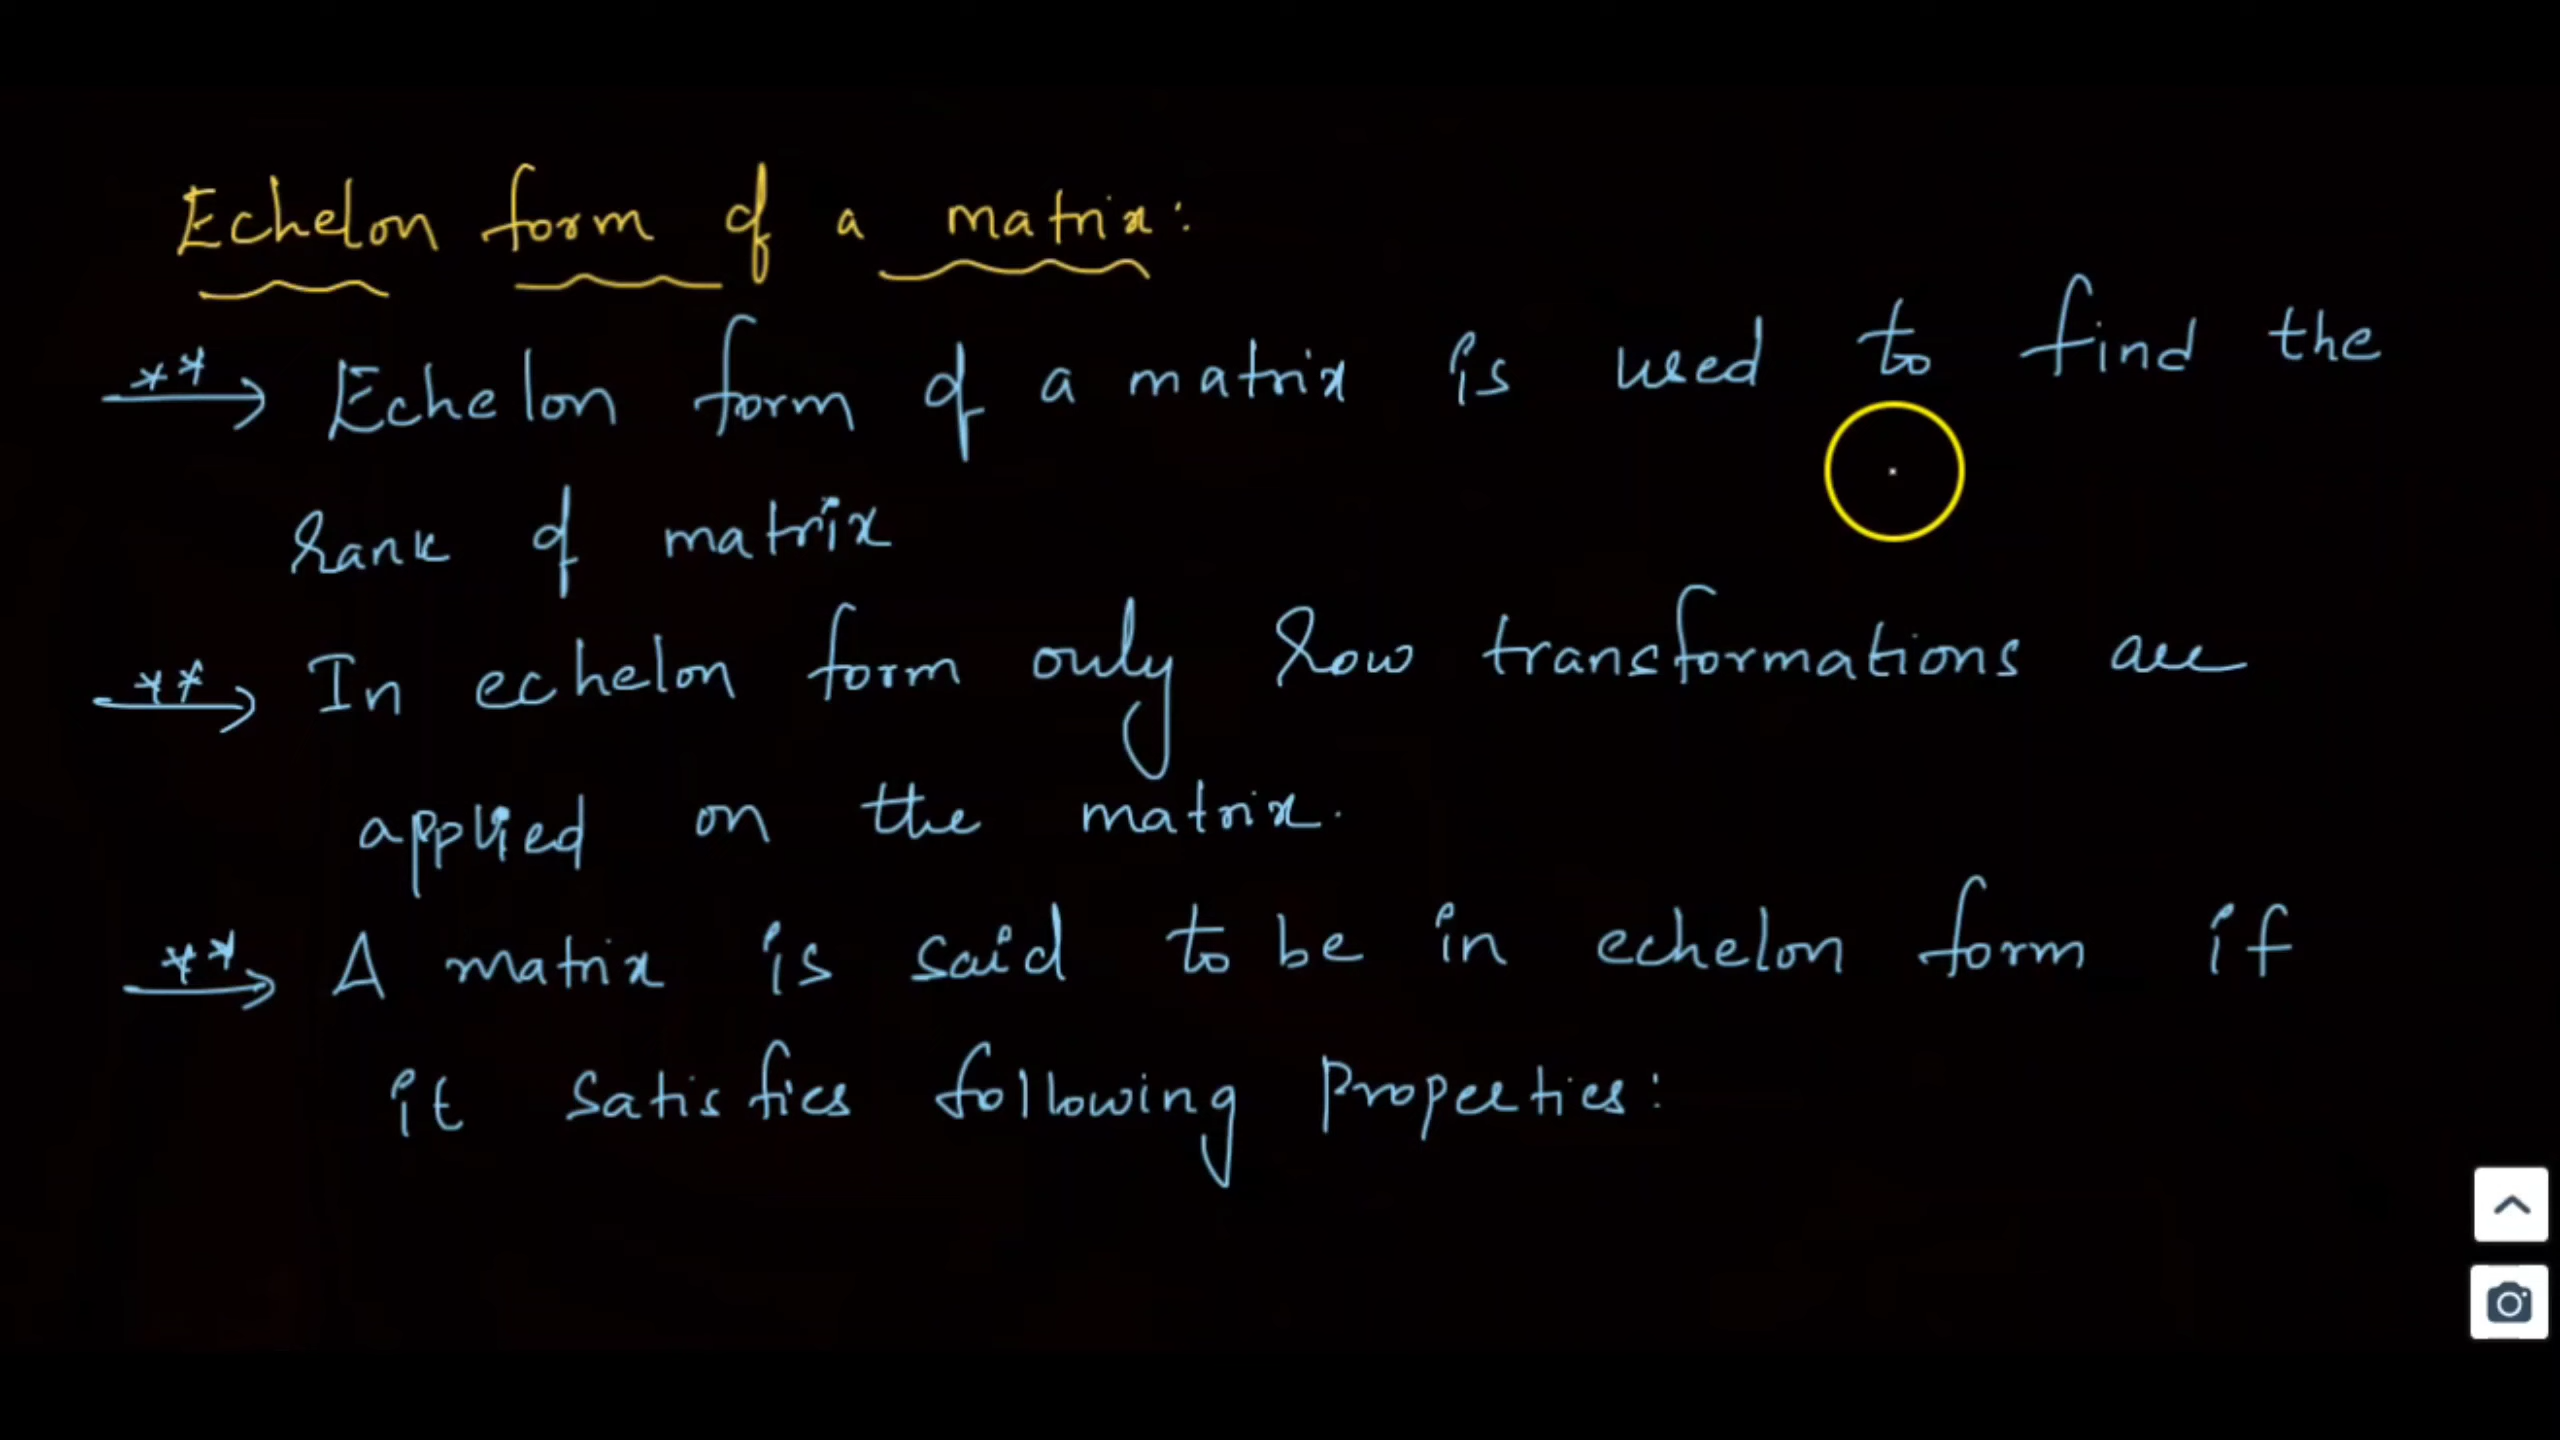 Echelon form of a matrix:
** Echelon form of a matrix is used to find the
rank of matrix
** In echelon form only row transformations are
applied on the matrix.
** A matrix is said to be in echelon form if
it satisfies following properties: